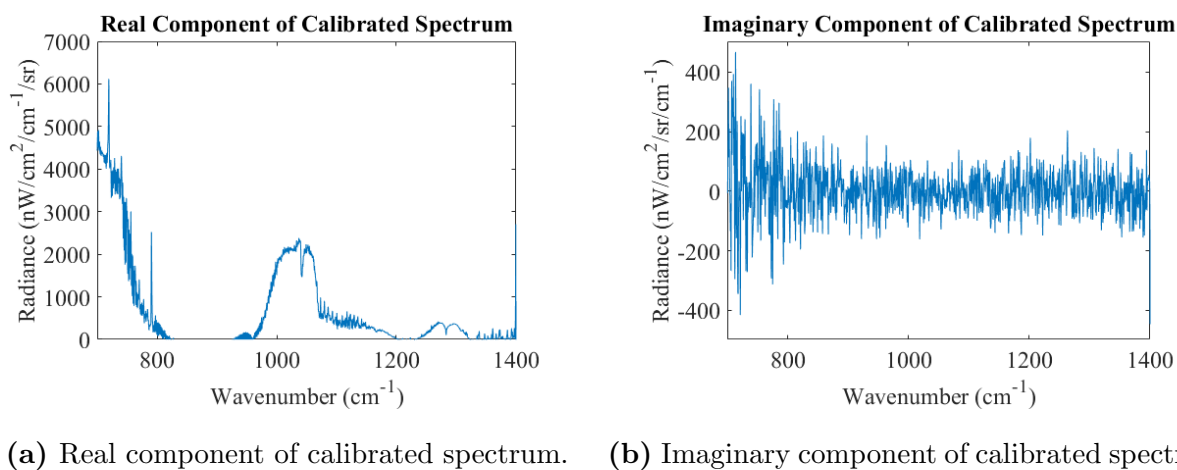 Real Component of Calibrated Spectrum
Radiance (nW/cm²/cm⁻¹/sr)
7000
6000
5000
4000
3000
2000
1000
0
800
1000
1200
1400
Wavenumber (cm⁻¹)
(a) Real component of calibrated spectrum.
Imaginary Component of Calibrated Spectrum
Radiance (nW/cm²/sr/cm⁻¹)
400
200
0
-200
-400
800
1000
1200
1400
Wavenumber (cm⁻¹)
(b) Imaginary component of calibrated spect